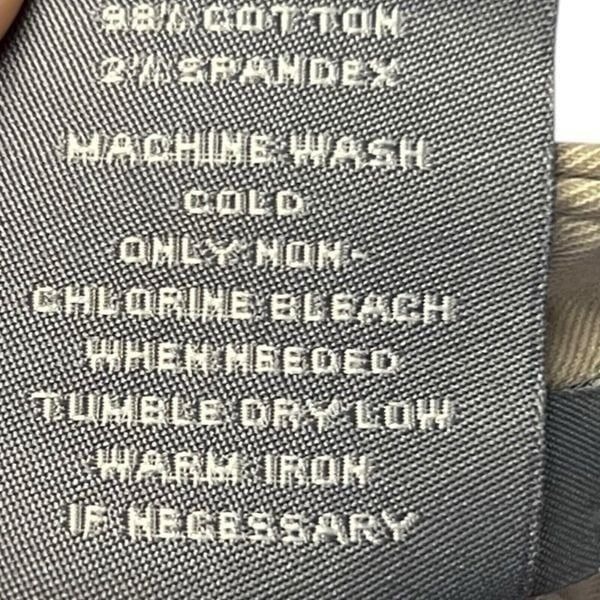 98% COTTON
2% SPANDEX
MACHINE WASH
COLD
ONLY NON-
CHLORINE BLEACH
WHEN NEEDED
TUMBLE DRY LOW
WARM IRON
IF NECESSARY